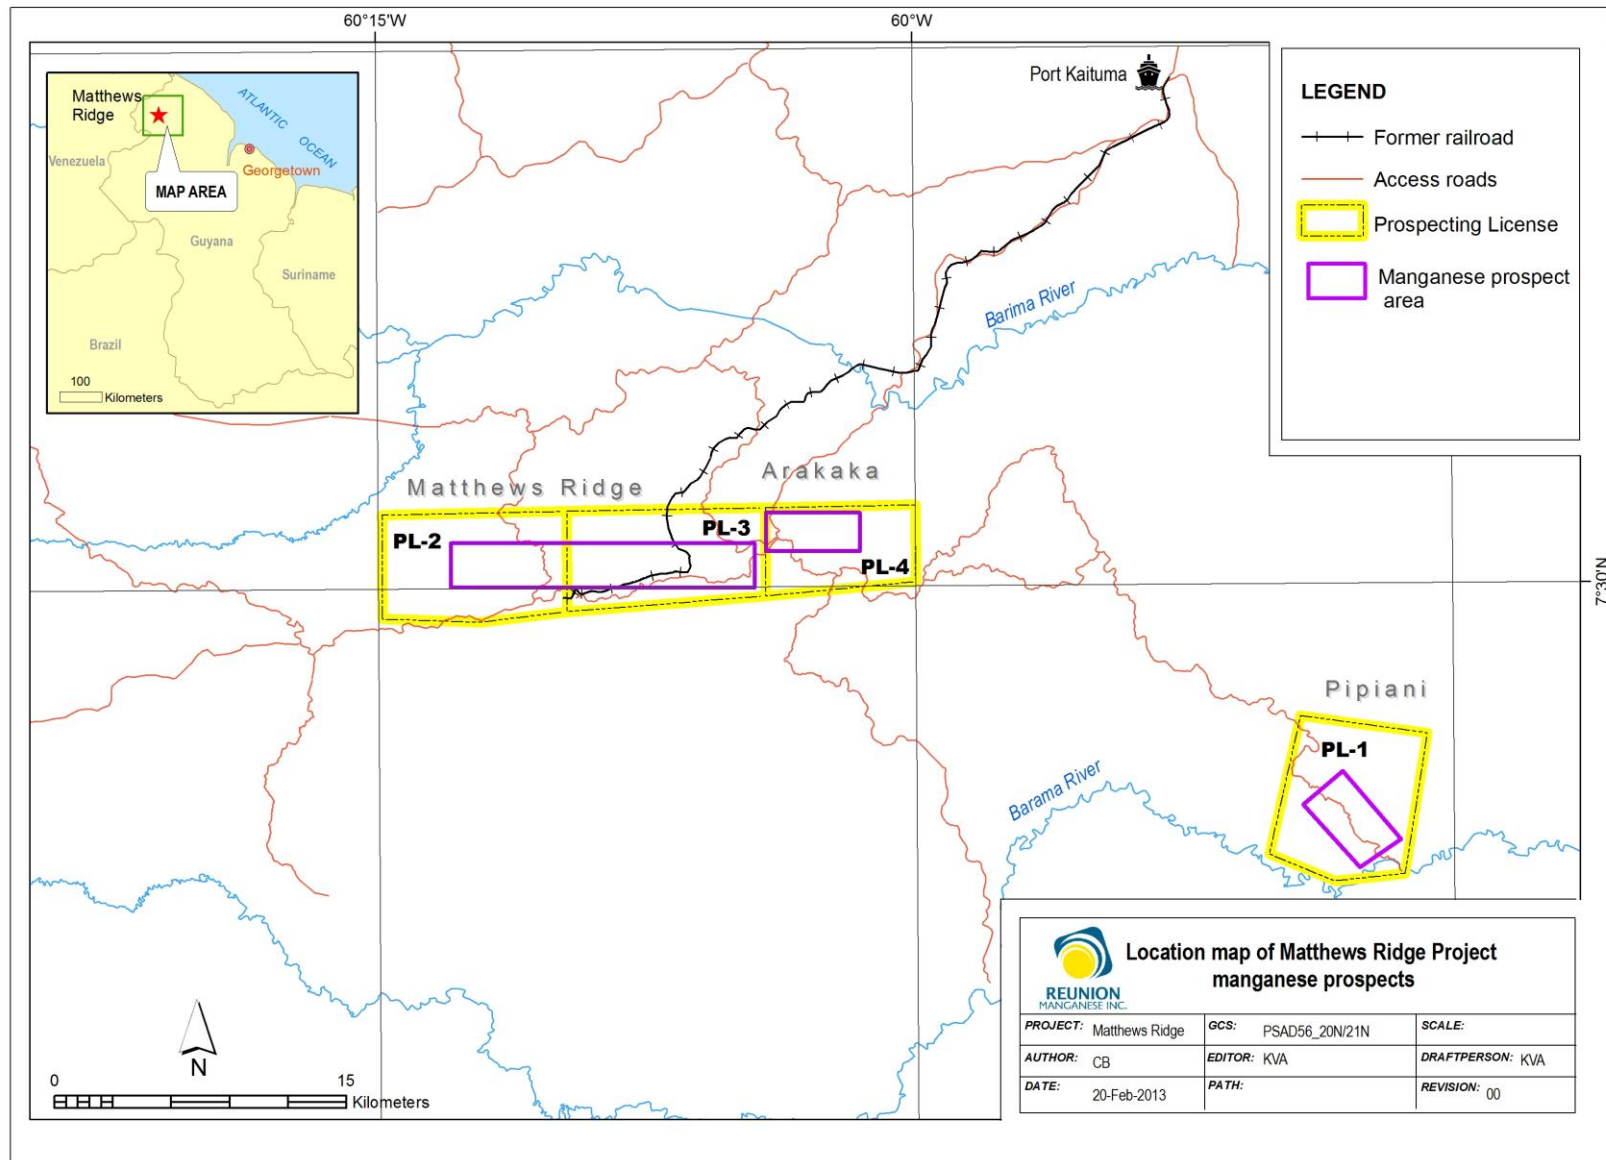 60°15'W
60°W
Port Kaituma
Matthews
Ridge
ATLANTIC OCEAN
Venezuela
Georgetown
MAP AREA
Guyana
Suriname
Brazil
100
Kilometers
LEGEND
Former railroad
Access roads
Prospecting License
Manganese prospect
area
Barima River
Arakaka
Matthews Ridge
PL-3
PL-2
PL-4
7°30'N
Pipiani
PL-1
Barama River
N
0 15
Kilometers
REUNION
MANGANESE INC.
Location map of Matthews Ridge Project
manganese prospects
PROJECT: Matthews Ridge GCS: PSAD56_20N/21N SCALE:
AUTHOR: CB EDITOR: KVA DRAFTPERSON: KVA
DATE: 20-Feb-2013 PATH: REVISION: 00